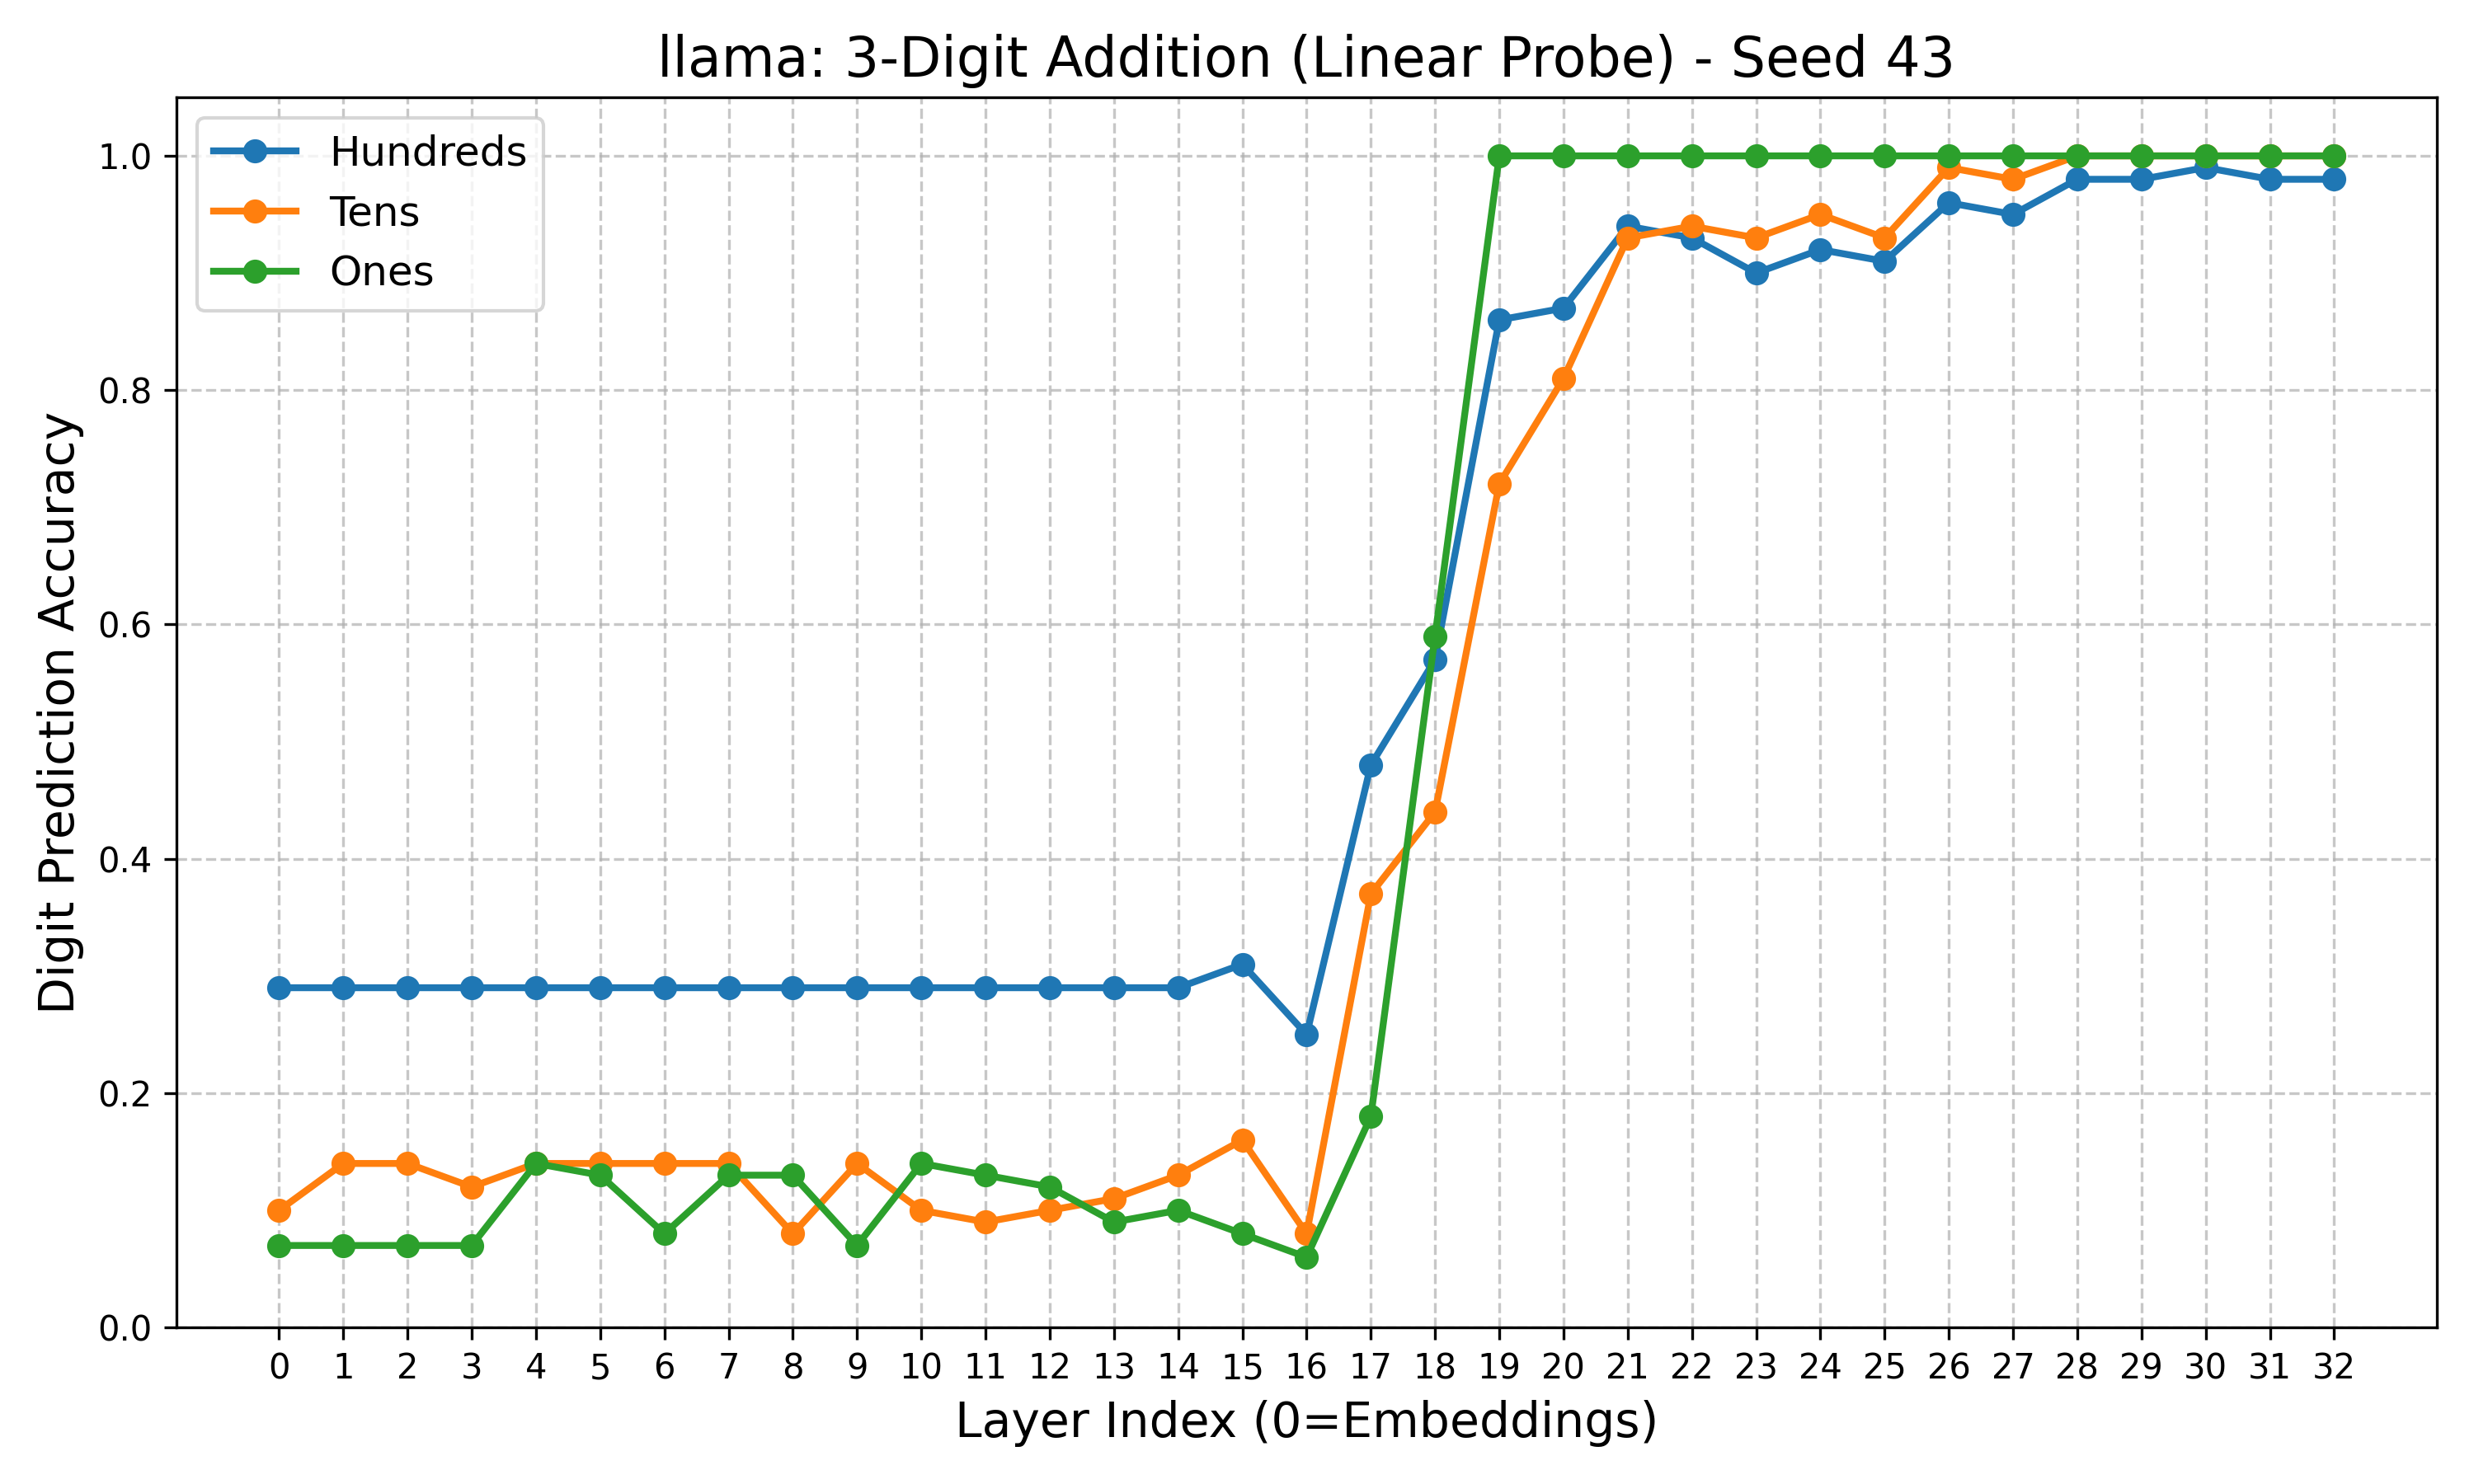 llama: 3-Digit Addition (Linear Probe) - Seed 43
Hundreds
Tens
Ones
Digit Prediction Accuracy
1.0
0.8
0.6
0.4
0.2
0.0
0 1 2 3 4 5 6 7 8 9 10 11 12 13 14 15 16 17 18 19 20 21 22 23 24 25 26 27 28 29 30 31 32
Layer Index (0=Embeddings)